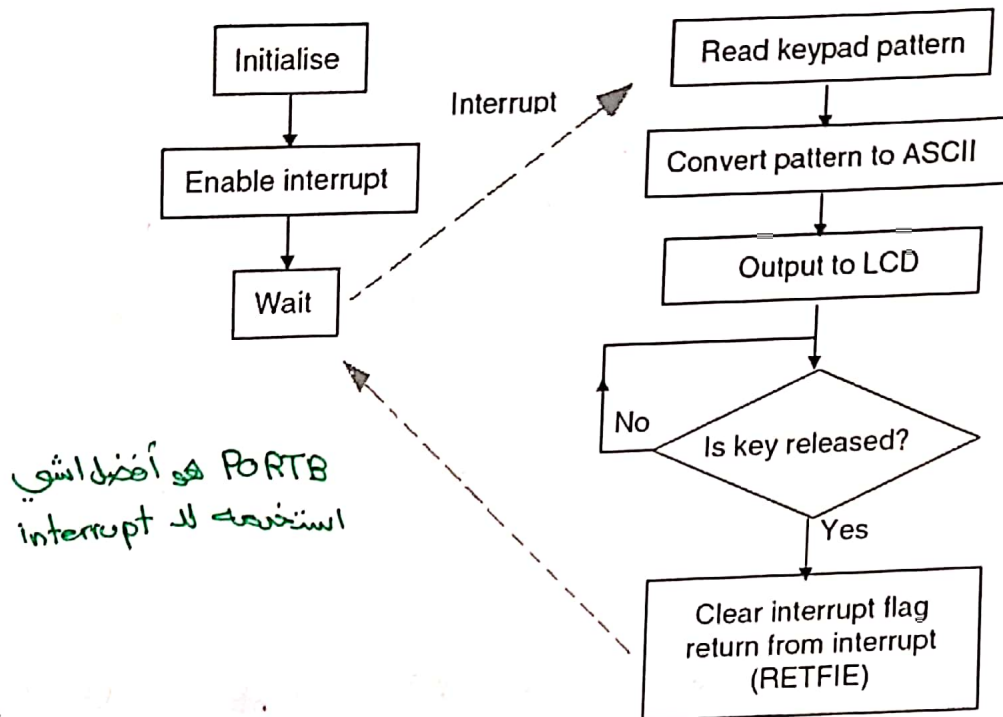 Initialise
Enable interrupt
Wait
Interrupt
Read keypad pattern
Convert pattern to ASCII
Output to LCD
Is key released?
No
Yes
Clear interrupt flag
return from interrupt
(RETFIE)
PORTB هو أفضل اشي
استخدمه لل interrupt